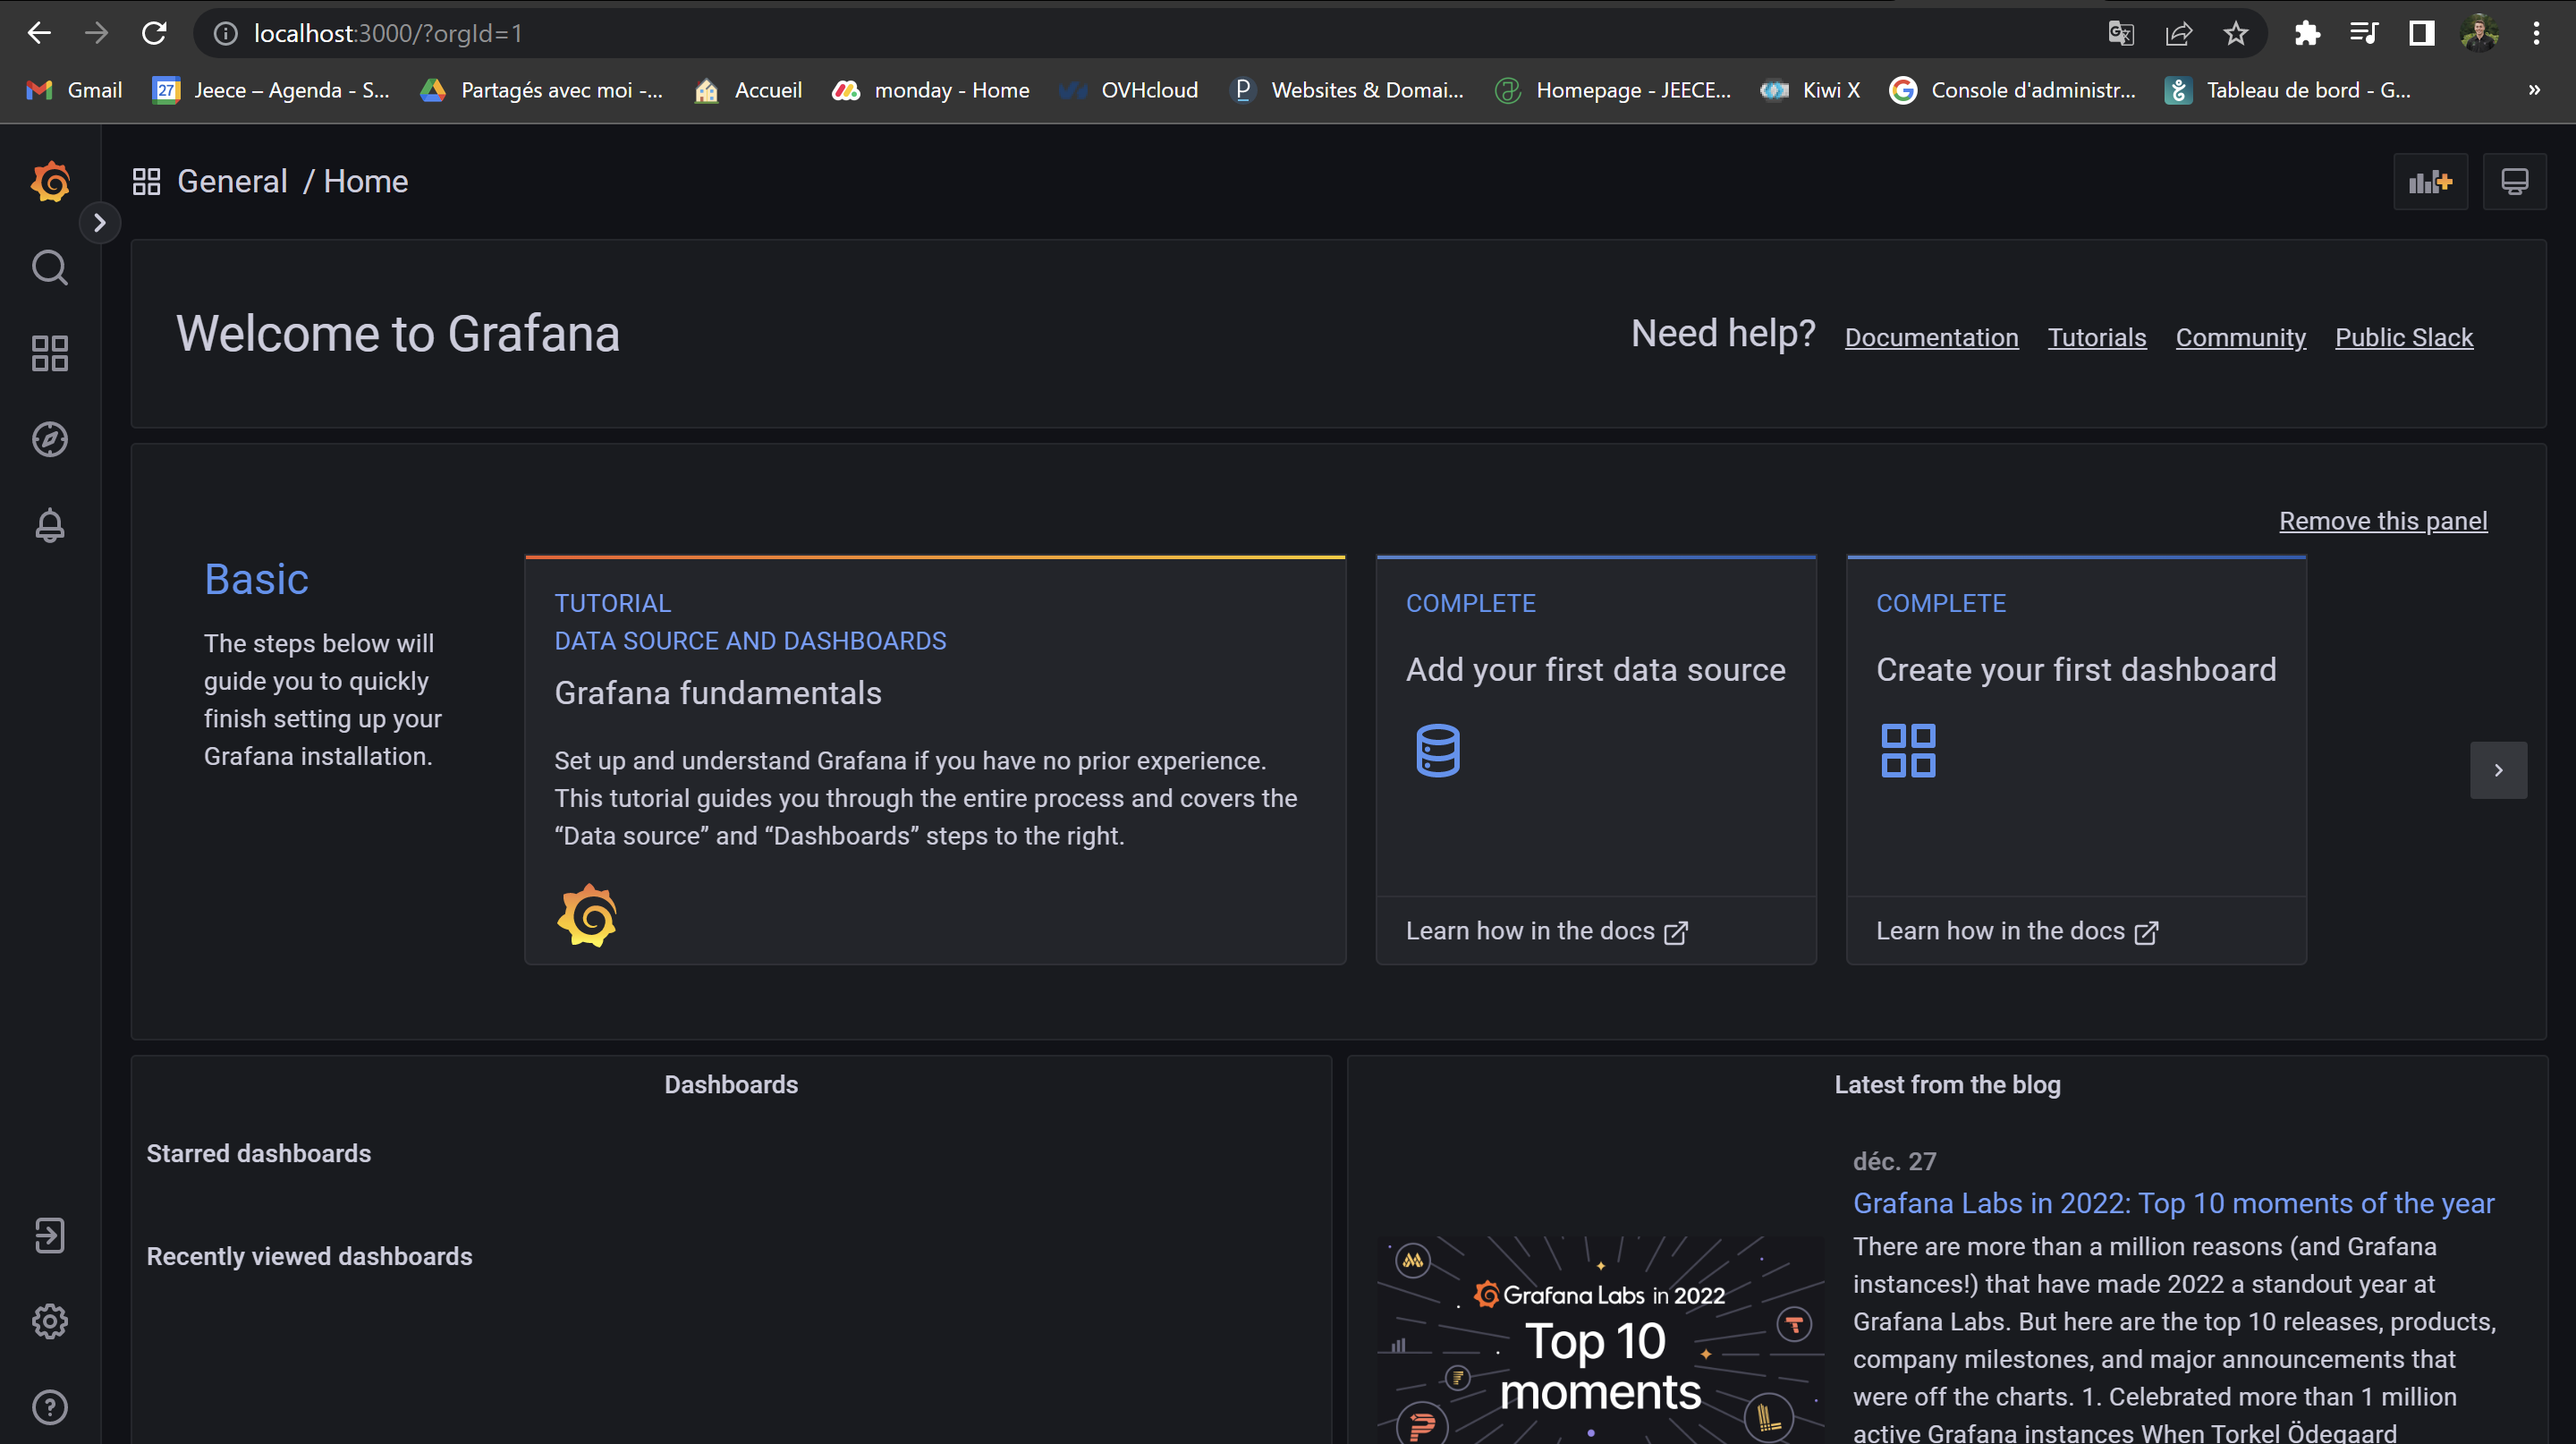 localhost:3000/?orgId=1
Gmail
27
Jeece – Agenda - S...
Partagés avec moi -...
Accueil
monday - Home
OVHcloud
Websites & Domai...
Homepage - JEECE...
Kiwi X
Console d'administr...
Tableau de bord - G...
»
General / Home
Welcome to Grafana
Need help?
Documentation
Tutorials
Community
Public Slack
Remove this panel
Basic
The steps below will
guide you to quickly
finish setting up your
Grafana installation.
TUTORIAL
DATA SOURCE AND DASHBOARDS
Grafana fundamentals
Set up and understand Grafana if you have no prior experience.
This tutorial guides you through the entire process and covers the
“Data source” and “Dashboards” steps to the right.
COMPLETE
Add your first data source
Learn how in the docs
COMPLETE
Create your first dashboard
Learn how in the docs
Dashboards
Starred dashboards
Recently viewed dashboards
Latest from the blog
Grafana Labs in 2022
Top 10
moments
déc. 27
Grafana Labs in 2022: Top 10 moments of the year
There are more than a million reasons (and Grafana
instances!) that have made 2022 a standout year at
Grafana Labs. But here are the top 10 releases, products,
company milestones, and major announcements that
were off the charts. 1. Celebrated more than 1 million
active Grafana instances When Torkel Ödegaard